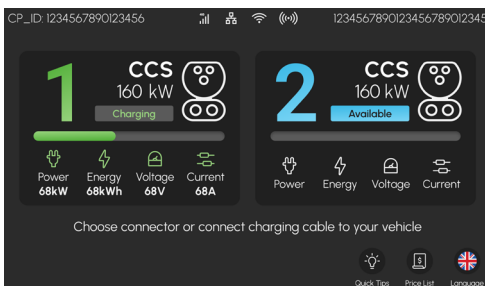 CP_ID: 1234567890123456
1234567890123456789012345
1
CCS
160 kW
Charging
Power
68kW
Energy
68kWh
Voltage
68V
Current
68A
2
CCS
160 kW
Available
Power
Energy
Voltage
Current
Choose connector or connect charging cable to your vehicle
Quick Tips
$
Price List
Language